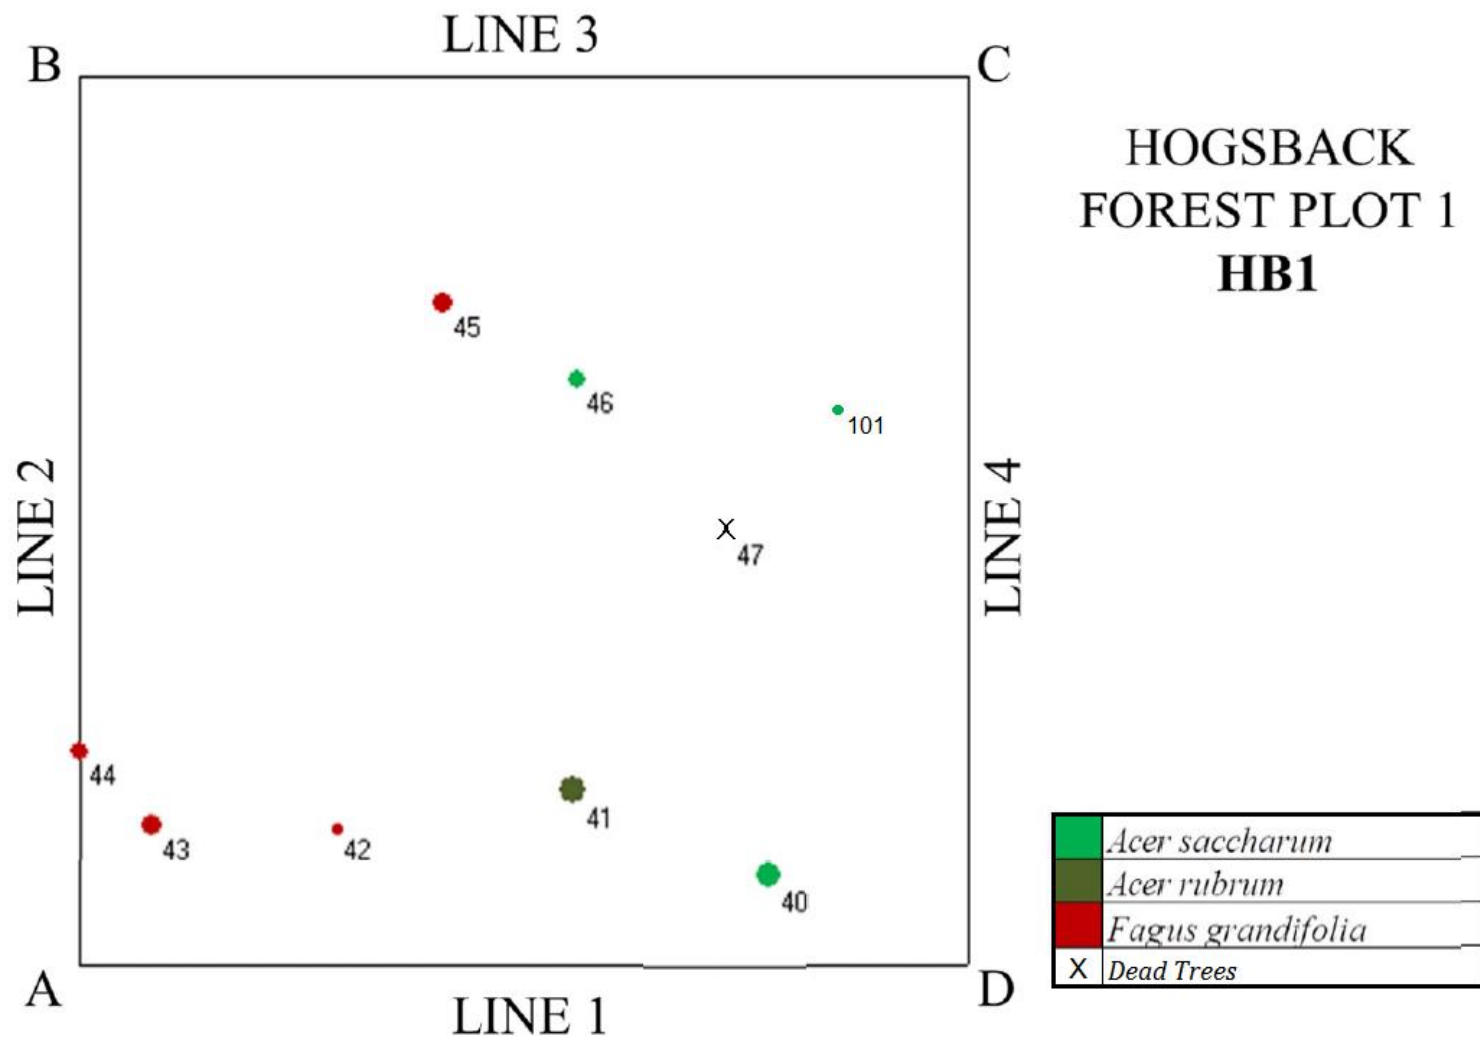 LINE 3
B
C
HOGSBACK
FOREST PLOT 1
HB1
45
46
101
LINE 2
LINE 4
X
47
44
43
42
41
40
Acer saccharum
Acer rubrum
Fagus grandifolia
X Dead Trees
A
D
LINE 1